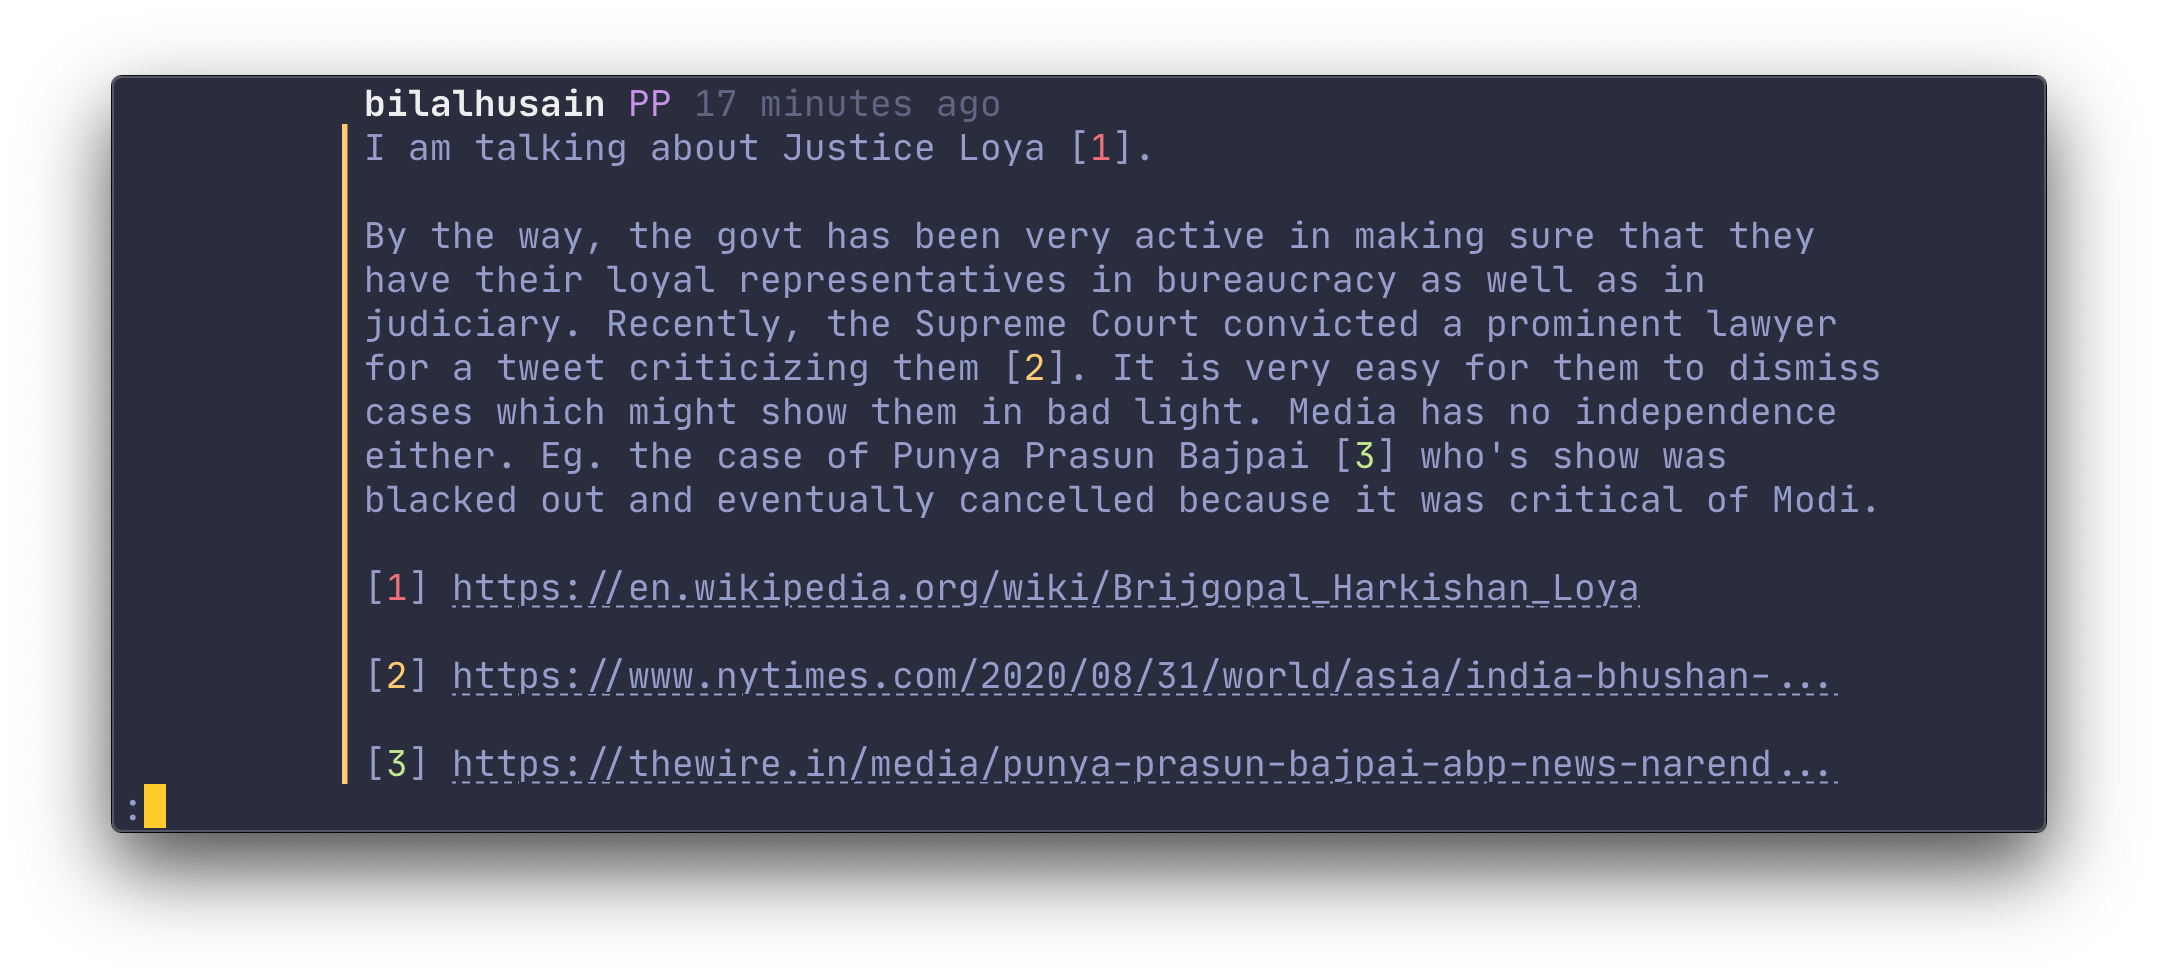 bilalhusain PP 17 minutes ago
I am talking about Justice Loya [1].
By the way, the govt has been very active in making sure that they
have their loyal representatives in bureaucracy as well as in
judiciary. Recently, the Supreme Court convicted a prominent lawyer
for a tweet criticizing them [2]. It is very easy for them to dismiss
cases which might show them in bad light. Media has no independence
either. Eg. the case of Punya Prasun Bajpai [3] who's show was
blacked out and eventually cancelled because it was critical of Modi.
[1] https://en.wikipedia.org/wiki/Brijgopal_Harkishan_Loya
[2] https://www.nytimes.com/2020/08/31/world/asia/india-bhushan-...
[3] https://thewire.in/media/punya-prasun-bajpai-abp-news-narend...
: